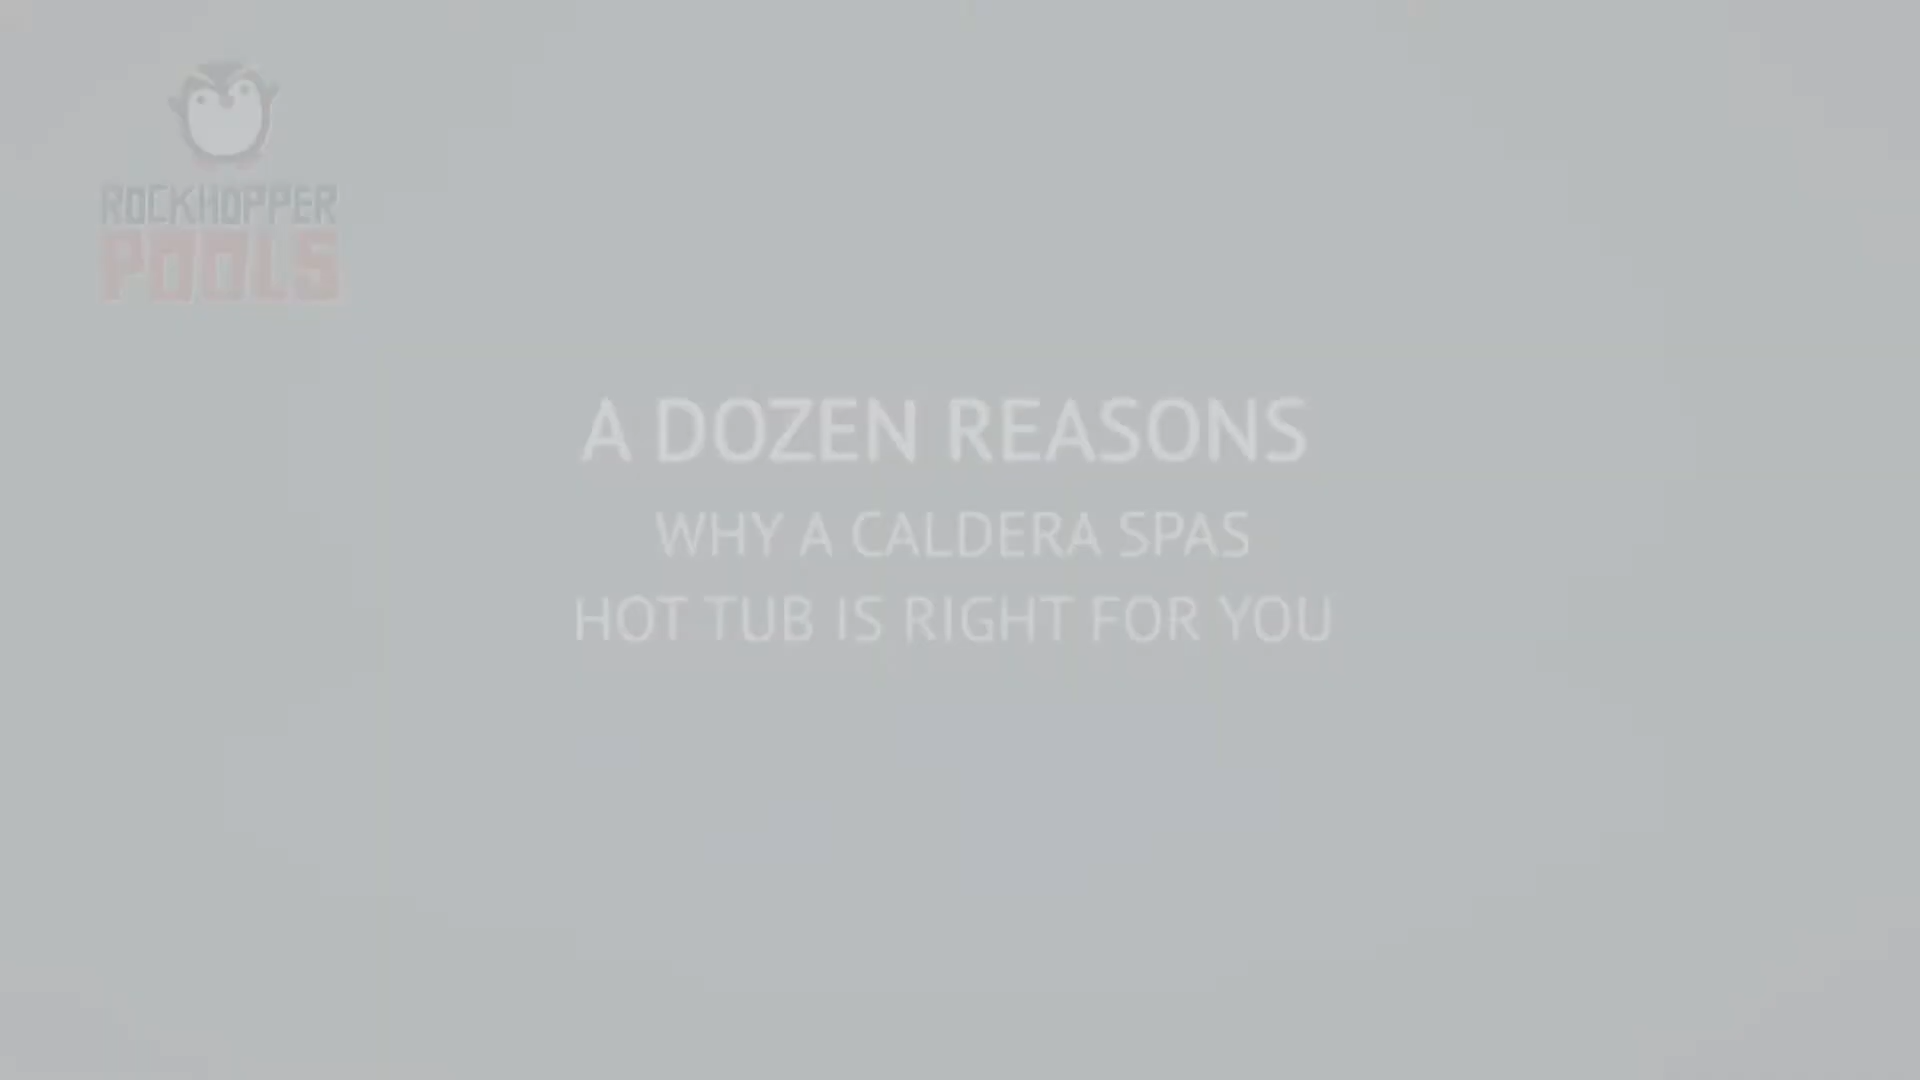 ROCKHOPPER
POOLS
A DOZEN REASONS
WHY A CALDERA SPAS
HOT TUB IS RIGHT FOR YOU